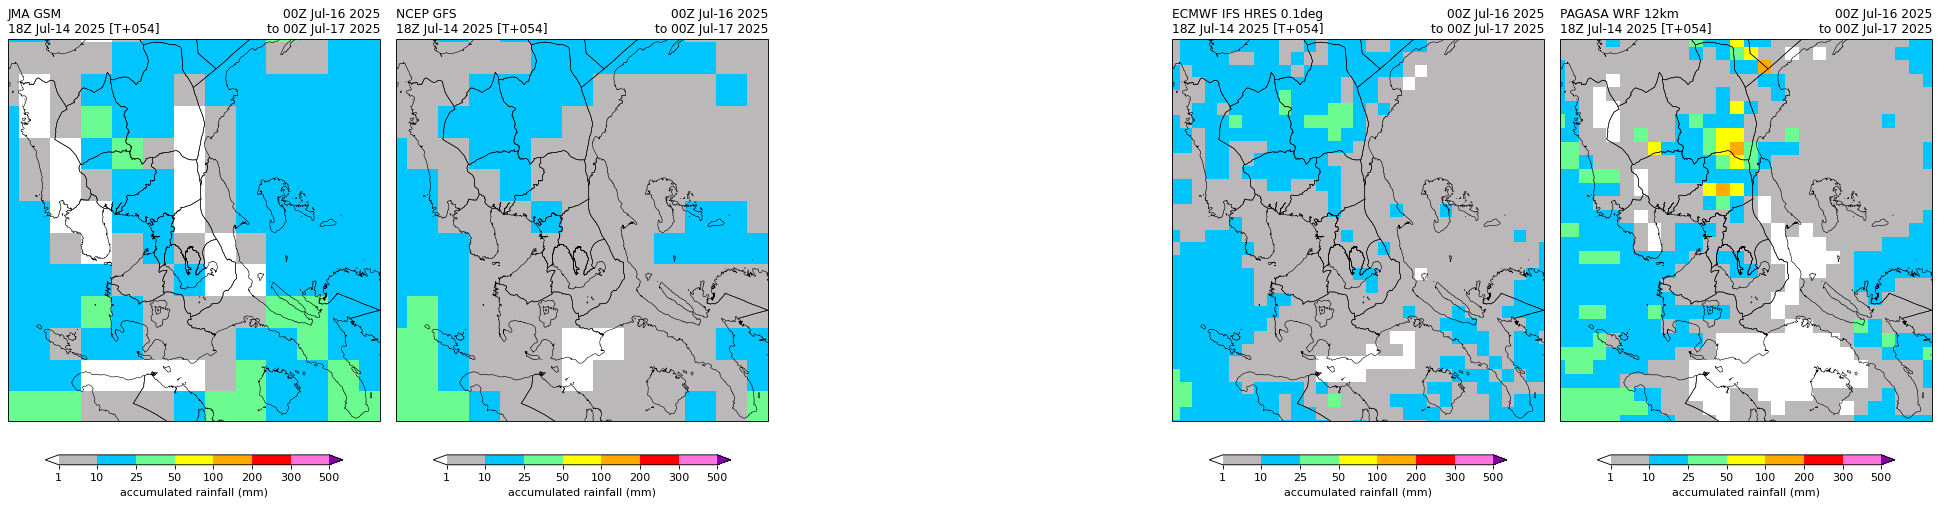 JMA GSM 00Z Jul-16 2025
18Z Jul-14 2025 [T+054] to 00Z Jul-17 2025
1 10 25 50 100 200 300 500
accumulated rainfall (mm)
NCEP GFS 00Z Jul-16 2025
18Z Jul-14 2025 [T+054] to 00Z Jul-17 2025
1 10 25 50 100 200 300 500
accumulated rainfall (mm)
ECMWF IFS HRES 0.1deg 00Z Jul-16 2025
18Z Jul-14 2025 [T+054] to 00Z Jul-17 2025
1 10 25 50 100 200 300 500
accumulated rainfall (mm)
PAGASA WRF 12km 00Z Jul-16 2025
18Z Jul-14 2025 [T+054] to 00Z Jul-17 2025
1 10 25 50 100 200 300 500
accumulated rainfall (mm)